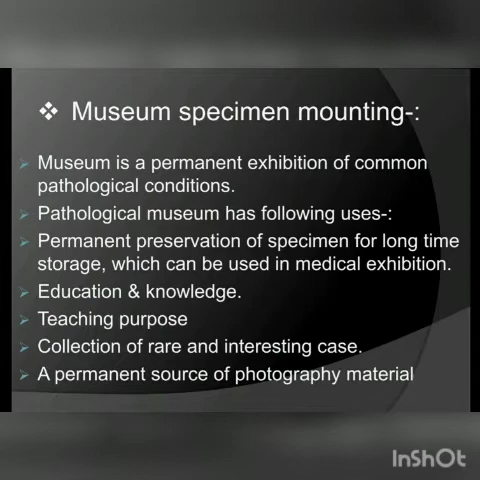 ❖ Museum specimen mounting-:
➢ Museum is a permanent exhibition of common
pathological conditions.
➢ Pathological museum has following uses-:
➢ Permanent preservation of specimen for long time
storage, which can be used in medical exhibition.
➢ Education & knowledge.
➢ Teaching purpose
➢ Collection of rare and interesting case.
➢ A permanent source of photography material
InShOt